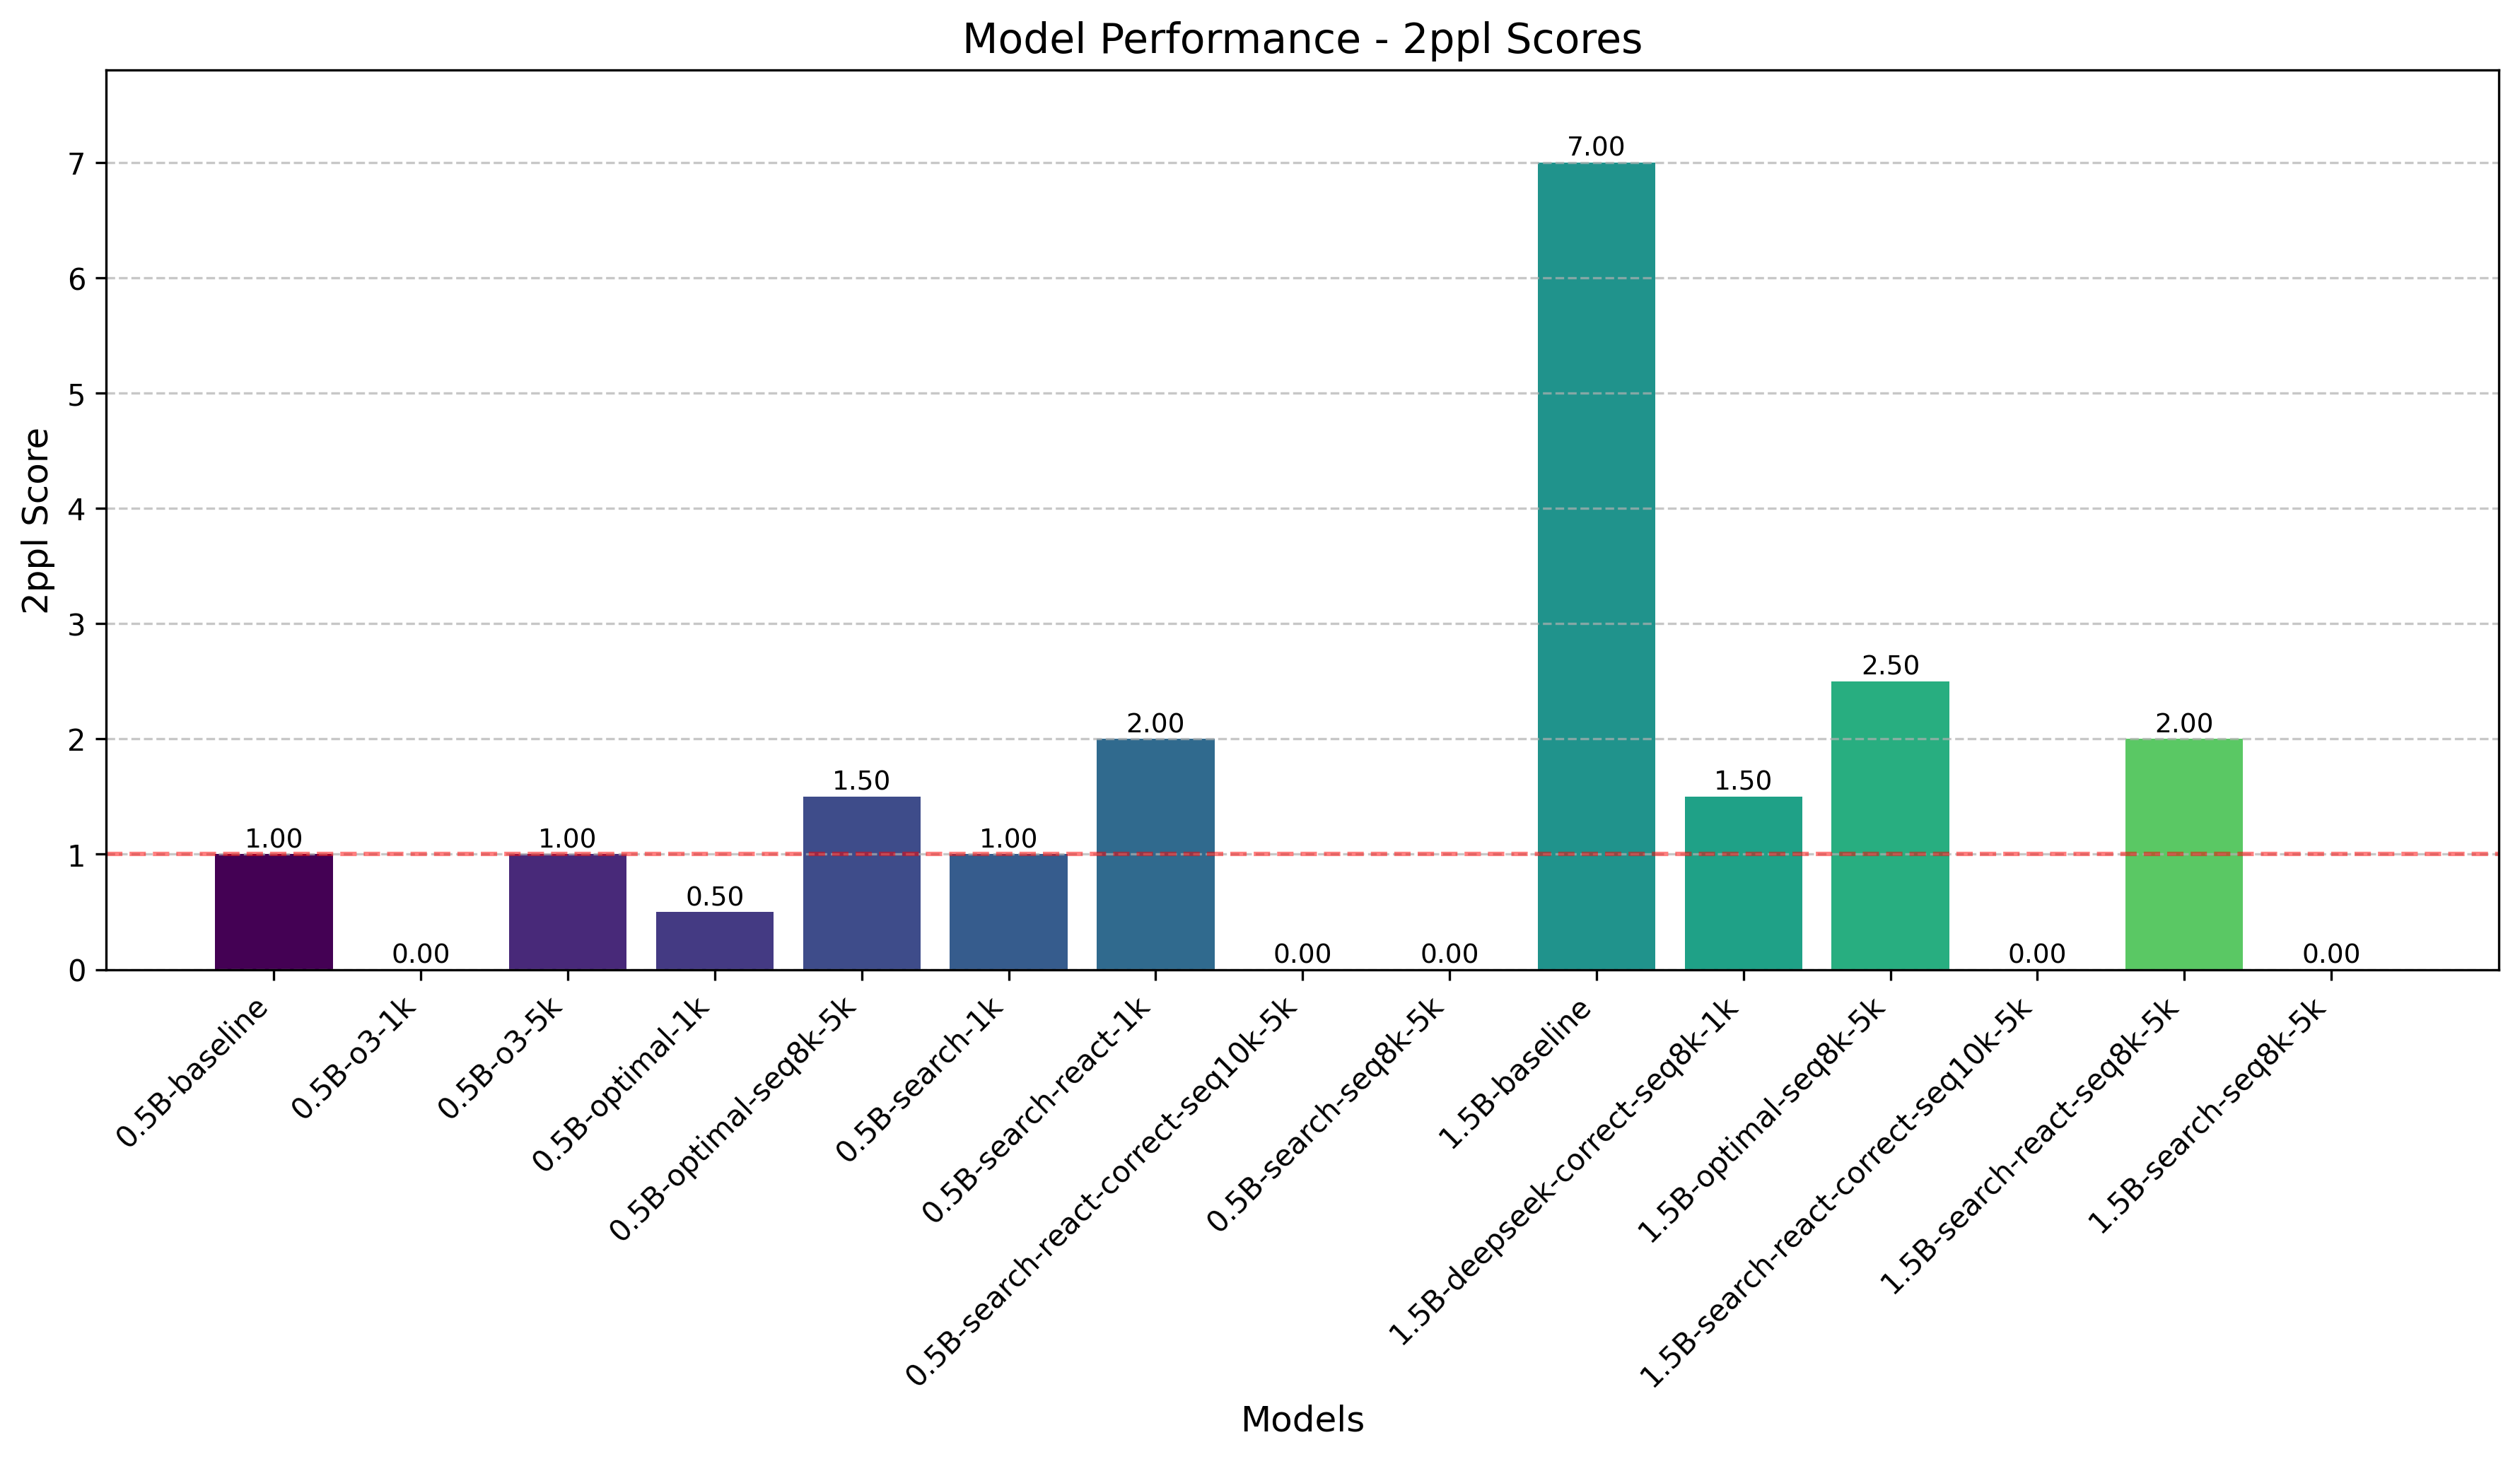 Model Performance - 2ppl Scores
2ppl Score
7
6
5
4
3
2
1
0
1.00
0.00
1.00
0.50
1.50
1.00
2.00
0.00
0.00
7.00
1.50
2.50
0.00
2.00
0.00
0.5B-baseline
0.5B-o3-1k
0.5B-o3-5k
0.5B-optimal-1k
0.5B-optimal-seq8k-5k
0.5B-search-1k
0.5B-search-react-1k
0.5B-search-react-correct-seq10k-5k
0.5B-search-seq8k-5k
1.5B-baseline
1.5B-deepseek-correct-seq8k-1k
1.5B-optimal-seq8k-5k
1.5B-search-react-correct-seq10k-5k
1.5B-search-react-seq8k-5k
1.5B-search-seq8k-5k
Models